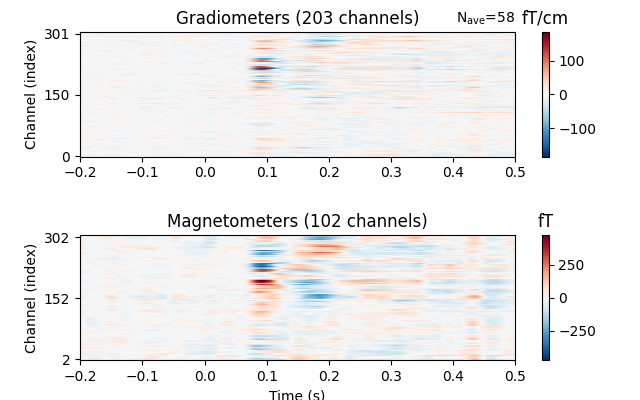 Gradiometers (203 channels) N_ave=58 fT/cm
301
150
0
Channel (index)
100
0
−100
−0.2 −0.1 0.0 0.1 0.2 0.3 0.4 0.5
Magnetometers (102 channels) fT
302
152
2
Channel (index)
250
0
−250
−0.2 −0.1 0.0 0.1 0.2 0.3 0.4 0.5
Time (s)